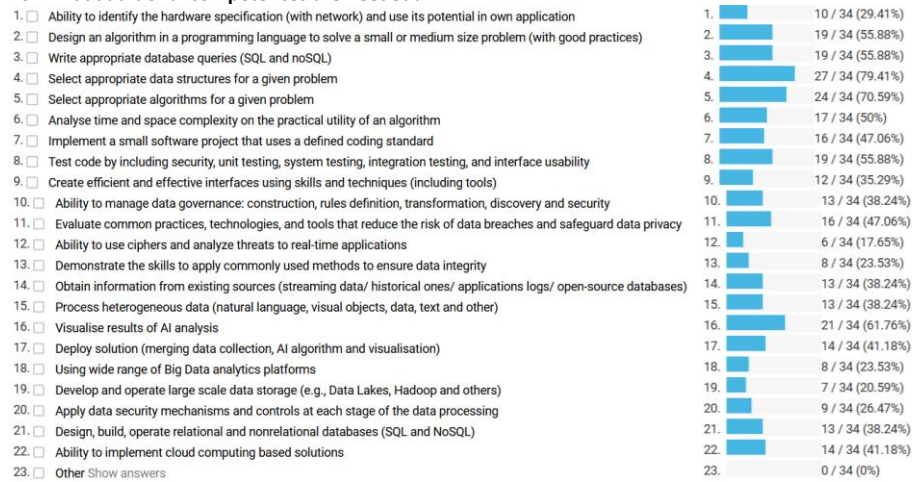 1. Ability to identify the hardware specification (with network) and use its potential in own application 1. 10 / 34 (29.41%)
2. Design an algorithm in a programming language to solve a small or medium size problem (with good practices) 2. 19 / 34 (55.88%)
3. Write appropriate database queries (SQL and noSQL) 3. 19 / 34 (55.88%)
4. Select appropriate data structures for a given problem 4. 27 / 34 (79.41%)
5. Select appropriate algorithms for a given problem 5. 24 / 34 (70.59%)
6. Analyse time and space complexity on the practical utility of an algorithm 6. 17 / 34 (50%)
7. Implement a small software project that uses a defined coding standard 7. 16 / 34 (47.06%)
8. Test code by including security, unit testing, system testing, integration testing, and interface usability 8. 19 / 34 (55.88%)
9. Create efficient and effective interfaces using skills and techniques (including tools) 9. 12 / 34 (35.29%)
10. Ability to manage data governance: construction, rules definition, transformation, discovery and security 10. 13 / 34 (38.24%)
11. Evaluate common practices, technologies, and tools that reduce the risk of data breaches and safeguard data privacy 11. 16 / 34 (47.06%)
12. Ability to use ciphers and analyze threats to real-time applications 12. 6 / 34 (17.65%)
13. Demonstrate the skills to apply commonly used methods to ensure data integrity 13. 8 / 34 (23.53%)
14. Obtain information from existing sources (streaming data/ historical ones/ applications logs/ open-source databases) 14. 13 / 34 (38.24%)
15. Process heterogeneous data (natural language, visual objects, data, text and other) 15. 13 / 34 (38.24%)
16. Visualise results of AI analysis 16. 21 / 34 (61.76%)
17. Deploy solution (merging data collection, AI algorithm and visualisation) 17. 14 / 34 (41.18%)
18. Using wide range of Big Data analytics platforms 18. 8 / 34 (23.53%)
19. Develop and operate large scale data storage (e.g., Data Lakes, Hadoop and others) 19. 7 / 34 (20.59%)
20. Apply data security mechanisms and controls at each stage of the data processing 20. 9 / 34 (26.47%)
21. Design, build, operate relational and nonrelational databases (SQL and NoSQL) 21. 13 / 34 (38.24%)
22. Ability to implement cloud computing based solutions 22. 14 / 34 (41.18%)
23. Other Show answers 23. 0 / 34 (0%)